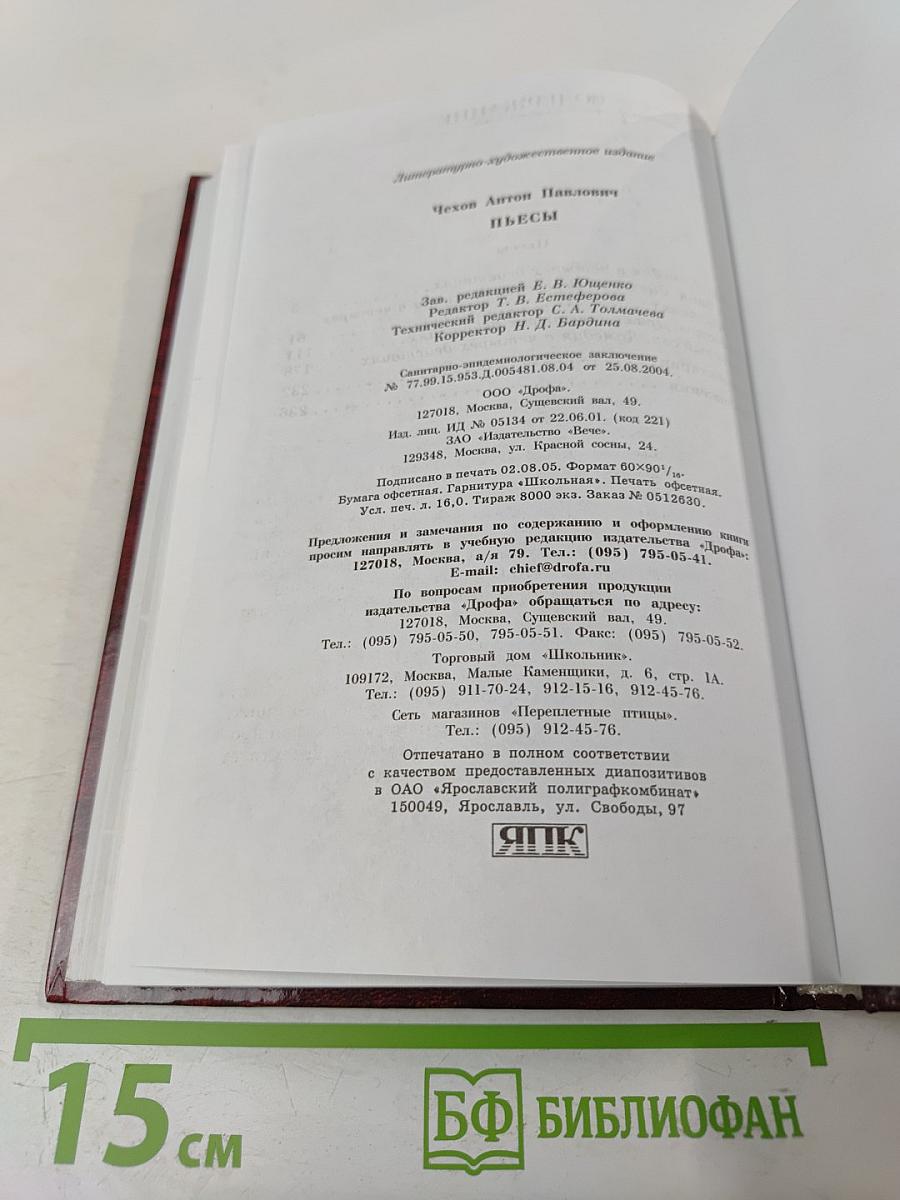 Литературно-художественное издание
Чехов Антон Павлович
ПЬЕСЫ
Зав. редакцией Е. В. Ющенко
Редактор Т. В. Естеферова
Технический редактор С. А. Толмачева
Корректор Н. Д. Бардина
Санитарно-эпидемиологическое заключение
№ 77.99.15.953.Д.005481.08.04 от 25.08.2004.
ООО «Дрофа».
127018, Москва, Сущевский вал, 49.
Изд. лиц. ИД № 05134 от 22.06.01. (код 221)
ЗАО «Издательство «Вече».
129348, Москва, ул. Красной сосны, 24.
Подписано в печать 02.08.05. Формат 60×90¹/₁₆.
Бумага офсетная. Гарнитура «Школьная». Печать офсетная.
Усл. печ. л. 16,0. Тираж 8000 экз. Заказ № 0512630.
Предложения и замечания по содержанию и оформлению книги
просим направлять в учебную редакцию издательства «Дрофа»:
127018, Москва, а/я 79. Тел.: (095) 795-05-41.
E-mail: chief@drofa.ru
По вопросам приобретения продукции
издательства «Дрофа» обращаться по адресу:
127018, Москва, Сущевский вал, 49.
Тел.: (095) 795-05-50, 795-05-51. Факс: (095) 795-05-52.
Торговый дом «Школьник».
109172, Москва, Малые Каменщики, д. 6, стр. 1А.
Тел.: (095) 911-70-24, 912-15-16, 912-45-76.
Сеть магазинов «Переплетные птицы».
Тел.: (095) 912-45-76.
Отпечатано в полном соответствии
с качеством предоставленных диапозитивов
в ОАО «Ярославский полиграфкомбинат»
150049, Ярославль, ул. Свободы, 97
ЯПК
15 см
БФ БИБЛИОФАН